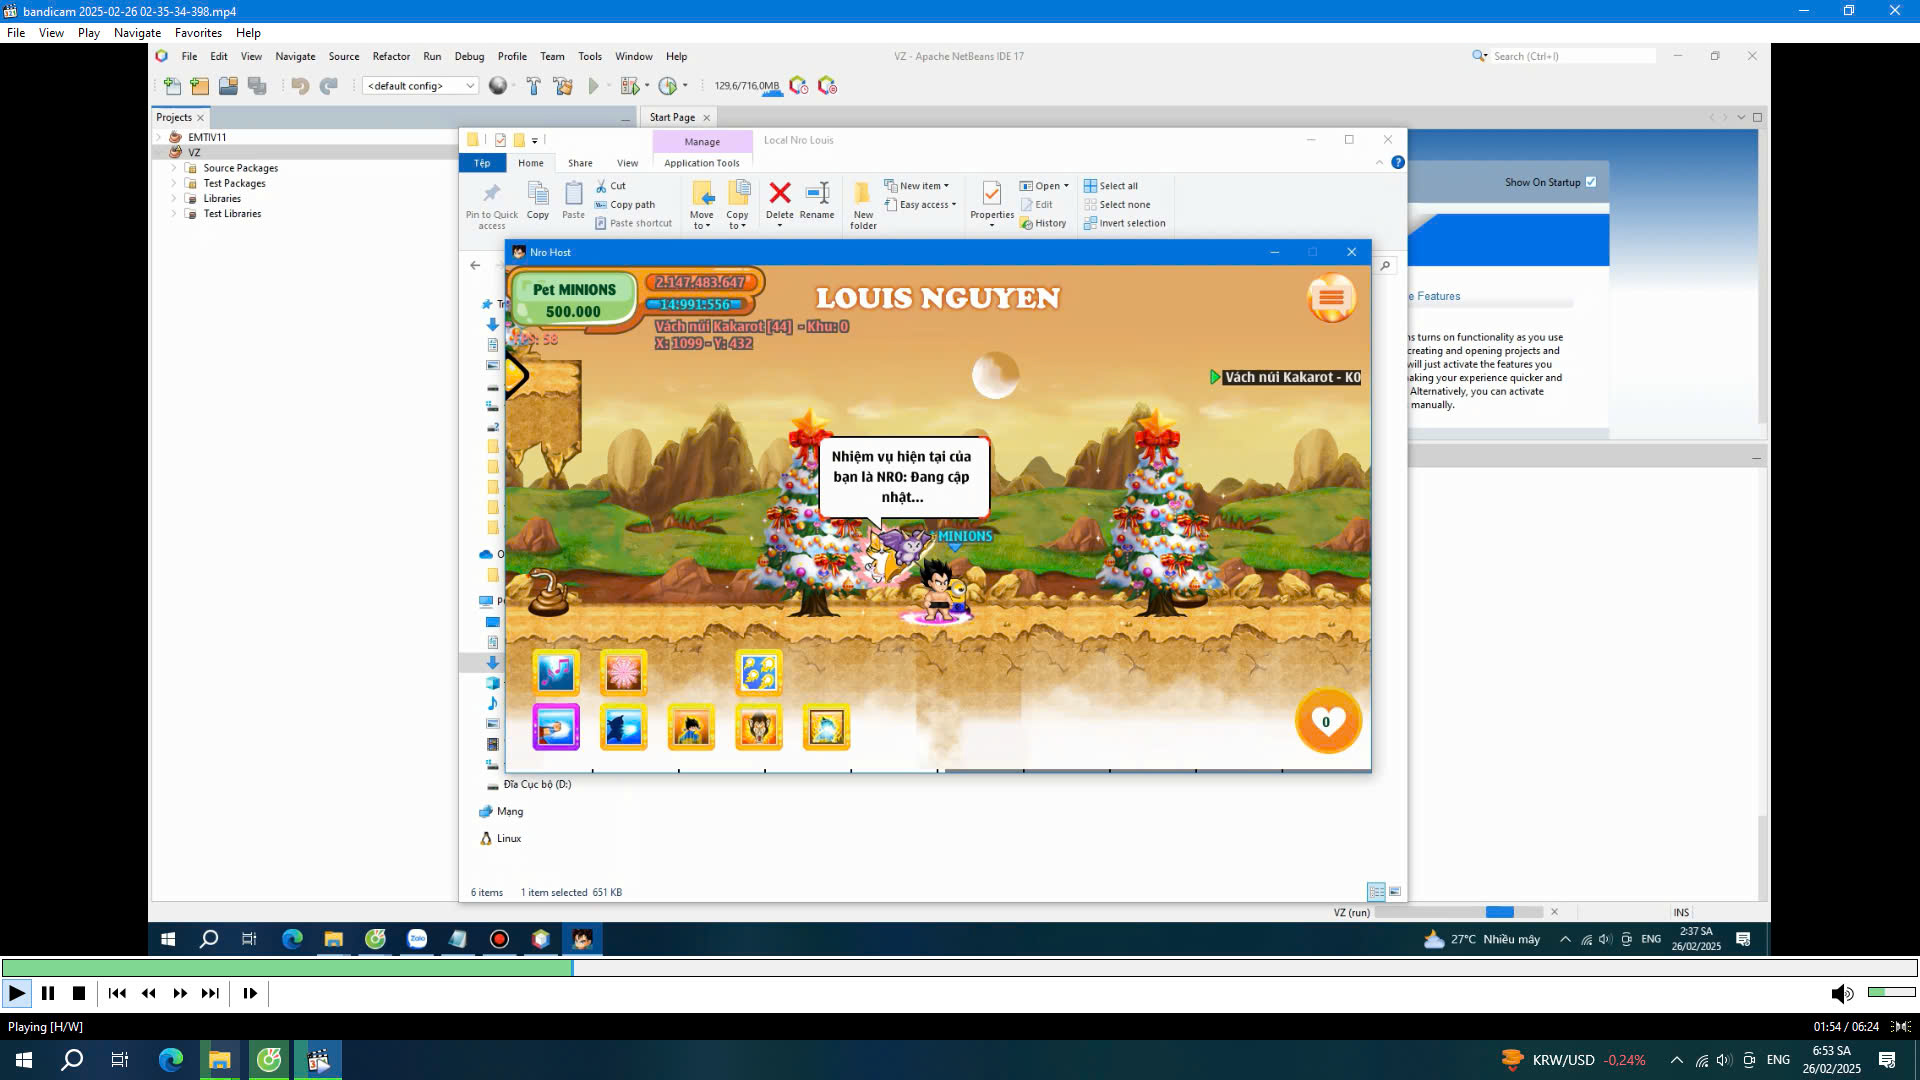 bandicam 2025-02-26 02-35-34-398.mp4
File View Play Navigate Favorites Help
File Edit View Navigate Source Refactor Run Debug Profile Team Tools Window Help
VZ - Apache NetBeans IDE 17
Search (Ctrl+I)
<default config>
129,6/716,0MB
Projects
Start Page
EMTIV11
VZ
Source Packages
Test Packages
Libraries
Test Libraries
Manage
Local Nro Louis
Tệp Home Share View Application Tools
Pin to Quick access
Copy
Paste
Cut
Copy path
Paste shortcut
Move to
Copy to
Delete
Rename
New folder
New item
Easy access
Properties
Open
Edit
History
Select all
Select none
Invert selection
Show On Startup
e Features
ns turns on functionality as you use
creating and opening projects and
will just activate the features you
aking your experience quicker and
Alternatively, you can activate
manually.
Nro Host
Pet MINIONS
500.000
2.147.483.647
14.991.556
LOUIS NGUYEN
Vách núi Kakarot [44] - Khu: 0
X: 1099 - Y: 432
58
Vách núi Kakarot - K0
Nhiệm vụ hiện tại của
bạn là NRO: Đang cập
nhật...
MINIONS
0
Đĩa Cục bộ (D:)
Mạng
Linux
6 items 1 item selected 651 KB
VZ (run)
INS
Zalo
27°C Nhiều mây
ENG
2:37 SA
26/02/2025
Playing [H/W]
01:54 / 06:24
KRW/USD -0,24%
ENG
6:53 SA
26/02/2025